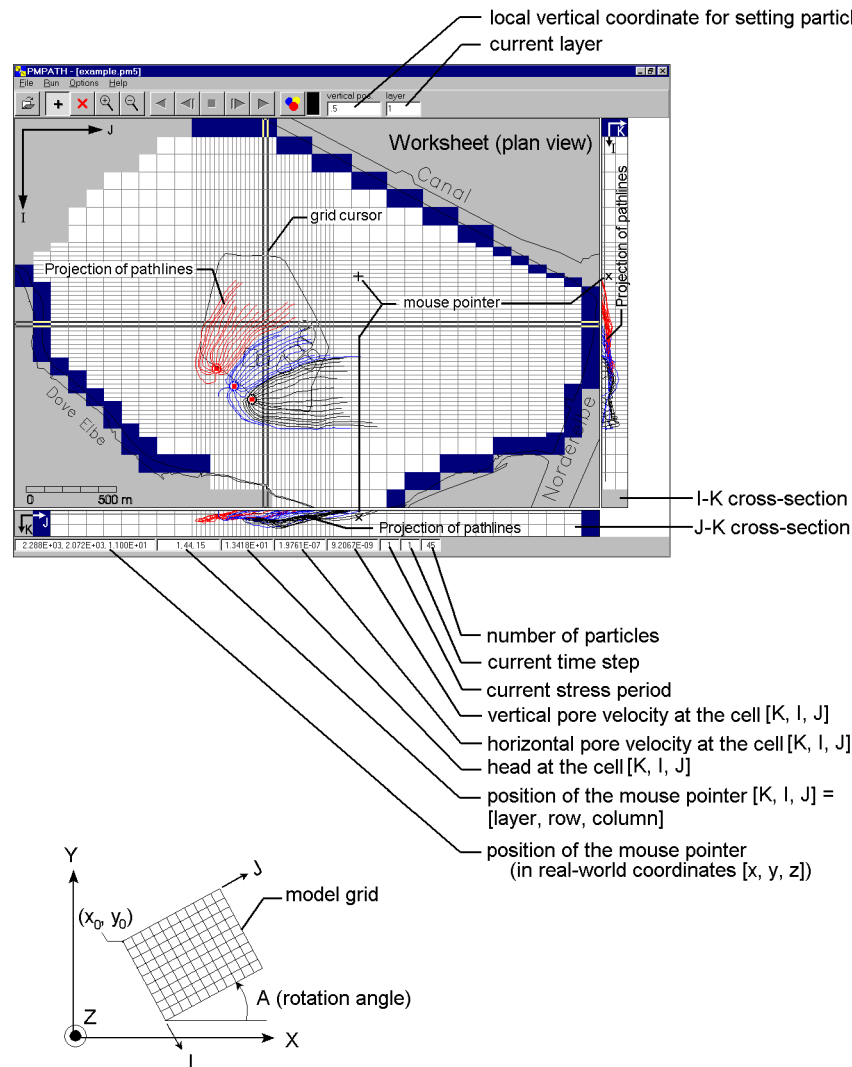 local vertical coordinate for setting particl
current layer
PMPATH - [example.pm5]
File Run Options Help
vertical pos. layer
.5 1
J
I
Worksheet (plan view)
K
I
Canal
grid cursor
Projection of pathlines
mouse pointer
Projection of pathlines
Dove Elbe
Norderelbe
0 500 m
K J
Projection of pathlines
I-K cross-section
J-K cross-section
2.288E+03, 2.072E+03, 1.100E+01 1, 44, 15 1.3418E+01 1.9761E-07 9.2067E-09 1 1 45
number of particles
current time step
current stress period
vertical pore velocity at the cell [K, I, J]
horizontal pore velocity at the cell [K, I, J]
head at the cell [K, I, J]
position of the mouse pointer [K, I, J] =
[layer, row, column]
position of the mouse pointer
(in real-world coordinates [x, y, z])
Y
J
model grid
(x0, y0)
A (rotation angle)
Z
X
I